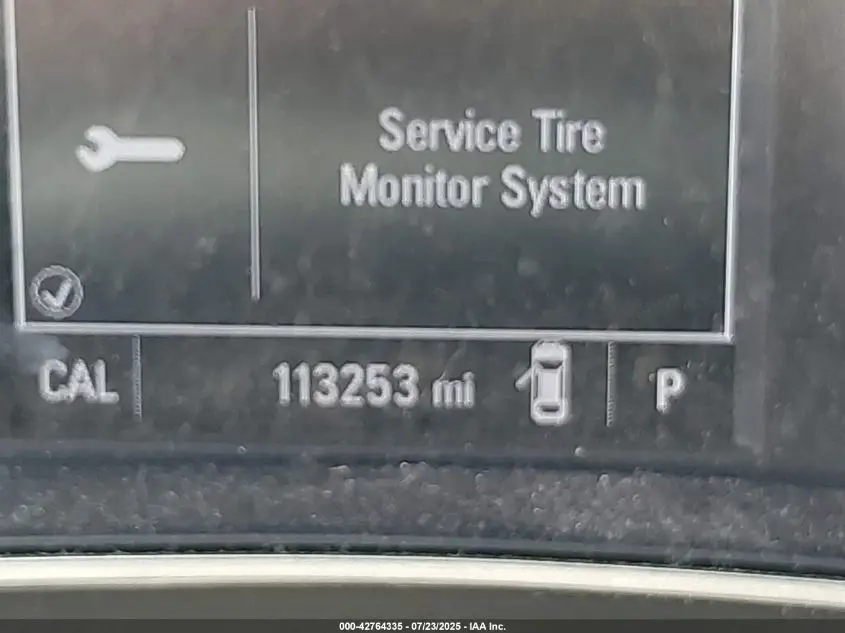 Service Tire
Monitor System
CAL 113253 mi P
000-42764335 - 07/23/2025 - IAA Inc.